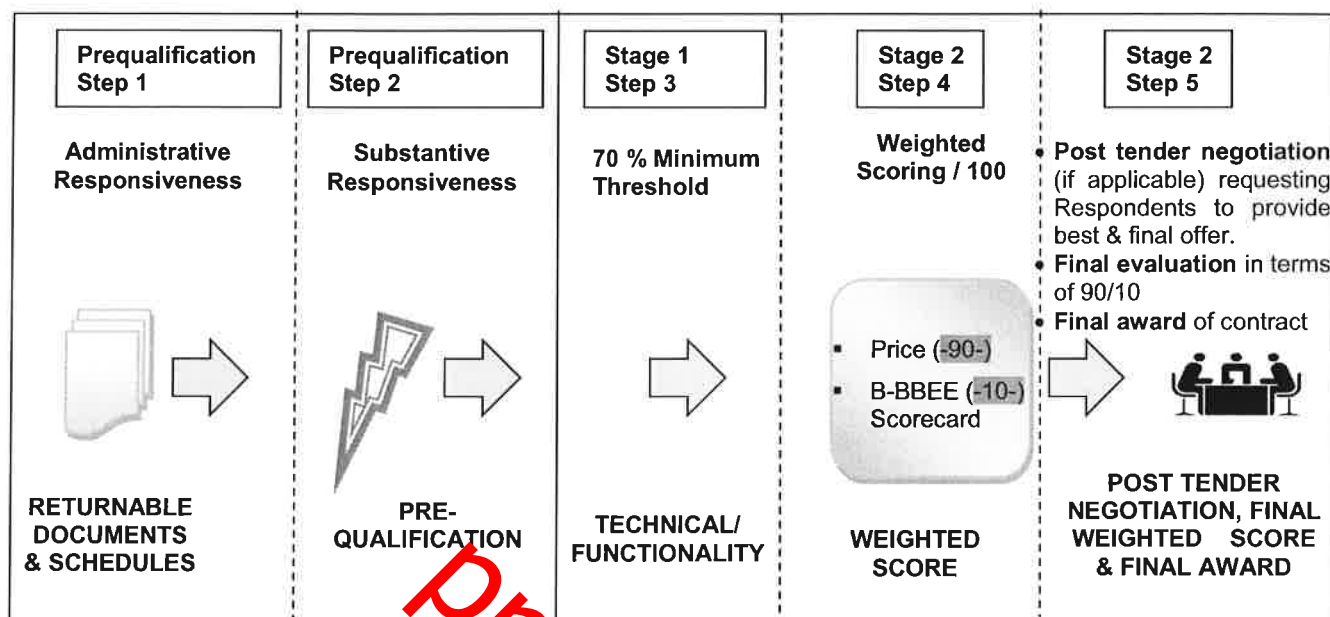 Prequalification
Step 1
Administrative
Responsiveness
RETURNABLE
DOCUMENTS
& SCHEDULES
Prequalification
Step 2
Substantive
Responsiveness
PRE-
QUALIFICATION
Stage 1
Step 3
70 % Minimum
Threshold
TECHNICAL/
FUNCTIONALITY
Stage 2
Step 4
Weighted
Scoring / 100
▪ Price (-90-)
▪ B-BBEE (-10-)
Scorecard
WEIGHTED
SCORE
Stage 2
Step 5
• Post tender negotiation
(if applicable) requesting
Respondents to provide
best & final offer.
• Final evaluation in terms
of 90/10
• Final award of contract
POST TENDER
NEGOTIATION, FINAL
WEIGHTED SCORE
& FINAL AWARD